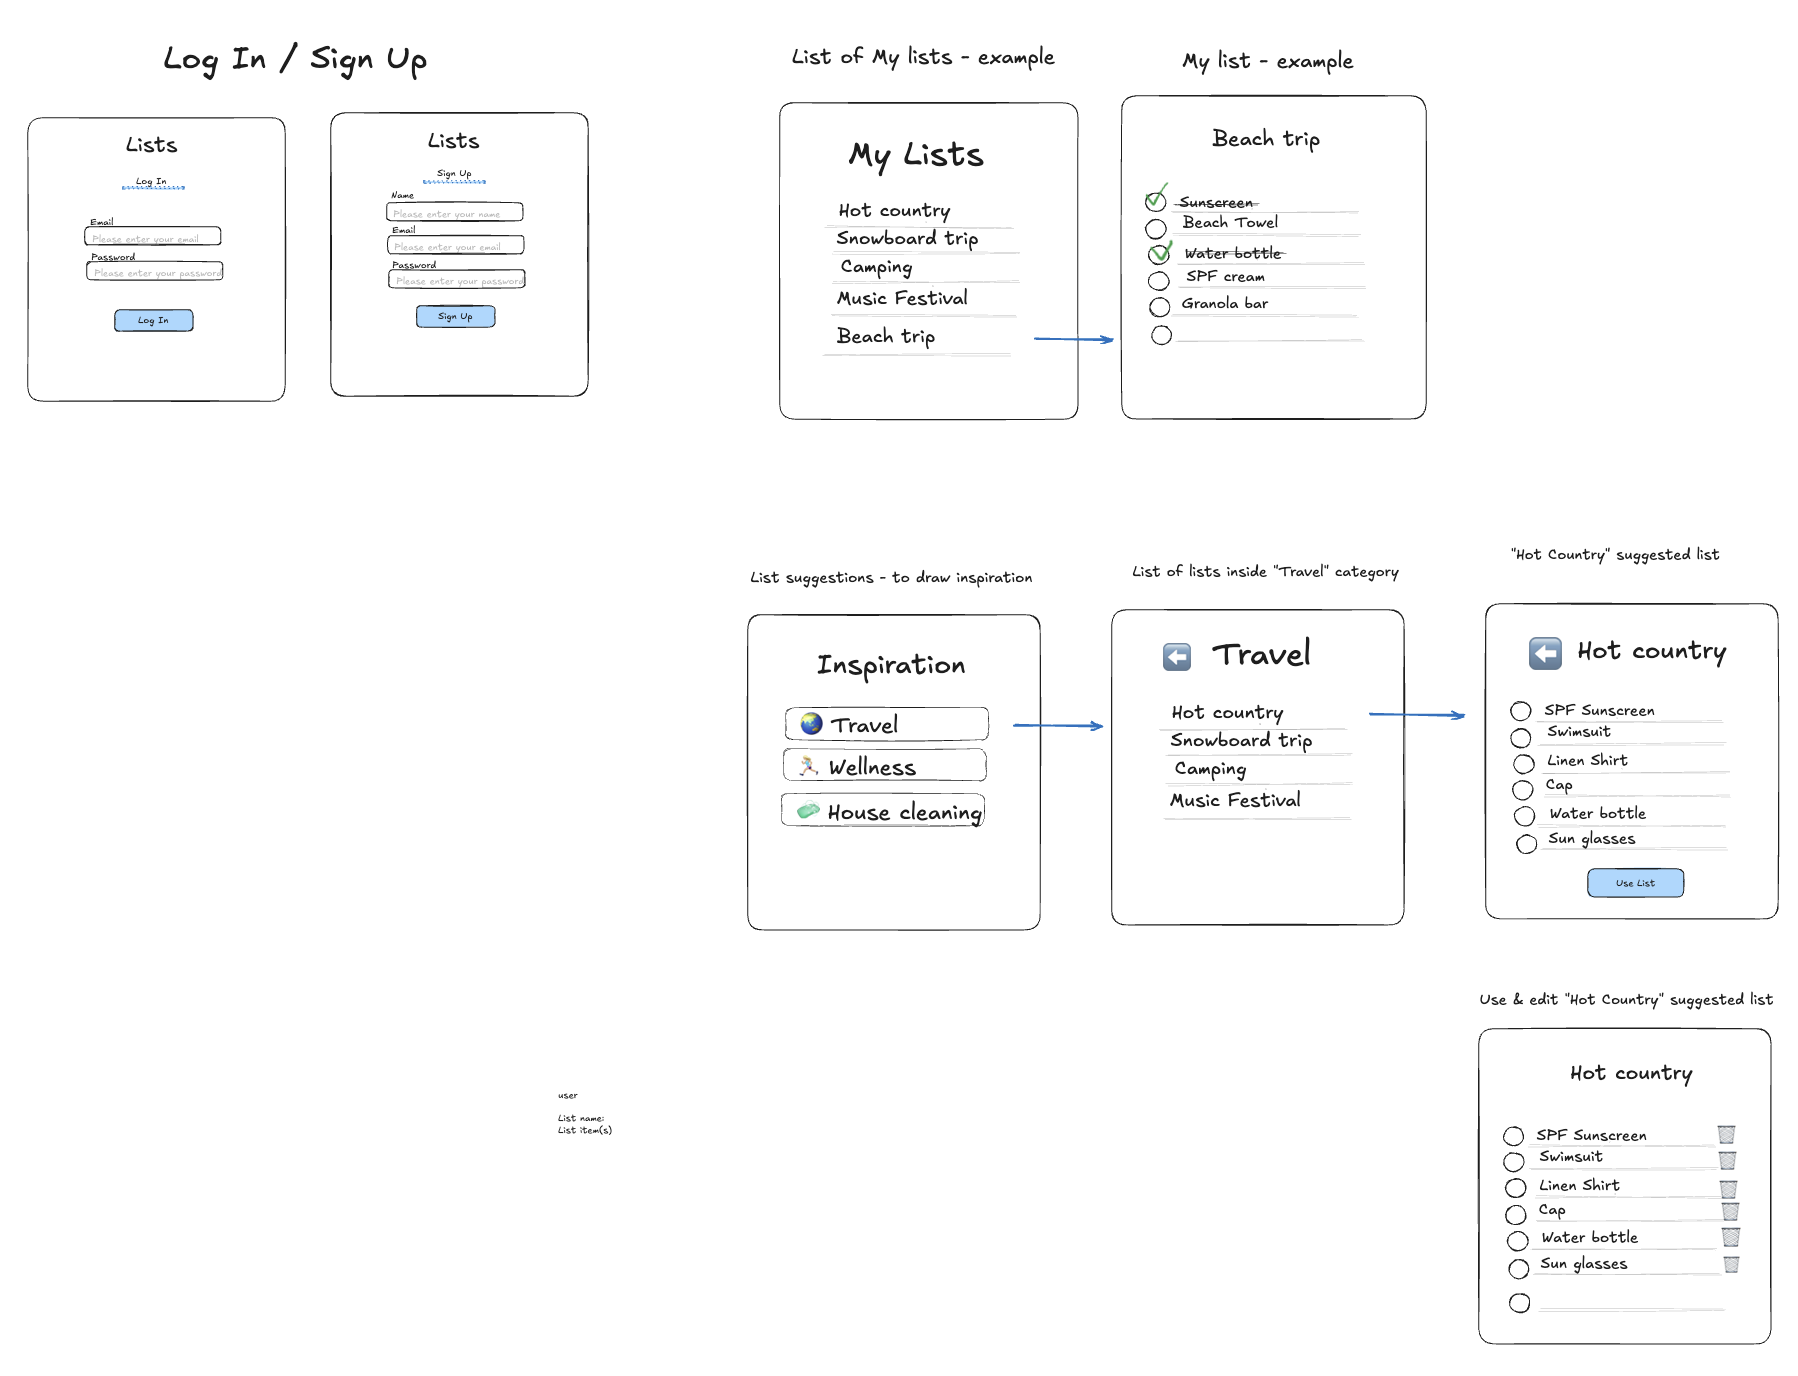 Log In / Sign Up
Lists
Log In
Email
Please enter your email
Password
Please enter your password
Log In
Lists
Sign Up
Name
Please enter your name
Email
Please enter your email
Password
Please enter your password
Sign Up
List of My lists - example
My Lists
Hot country
Snowboard trip
Camping
Music Festival
Beach trip
My list - example
Beach trip
Sunscreen
Beach Towel
Water bottle
SPF cream
Granola bar
List suggestions - to draw inspiration
Inspiration
Travel
Wellness
House cleaning
List of lists inside "Travel" category
Travel
Hot country
Snowboard trip
Camping
Music Festival
"Hot Country" suggested list
Hot country
SPF Sunscreen
Swimsuit
Linen Shirt
Cap
Water bottle
Sun glasses
Use List
user
List name:
List item(s)
Use & edit "Hot Country" suggested list
Hot country
SPF Sunscreen
Swimsuit
Linen Shirt
Cap
Water bottle
Sun glasses